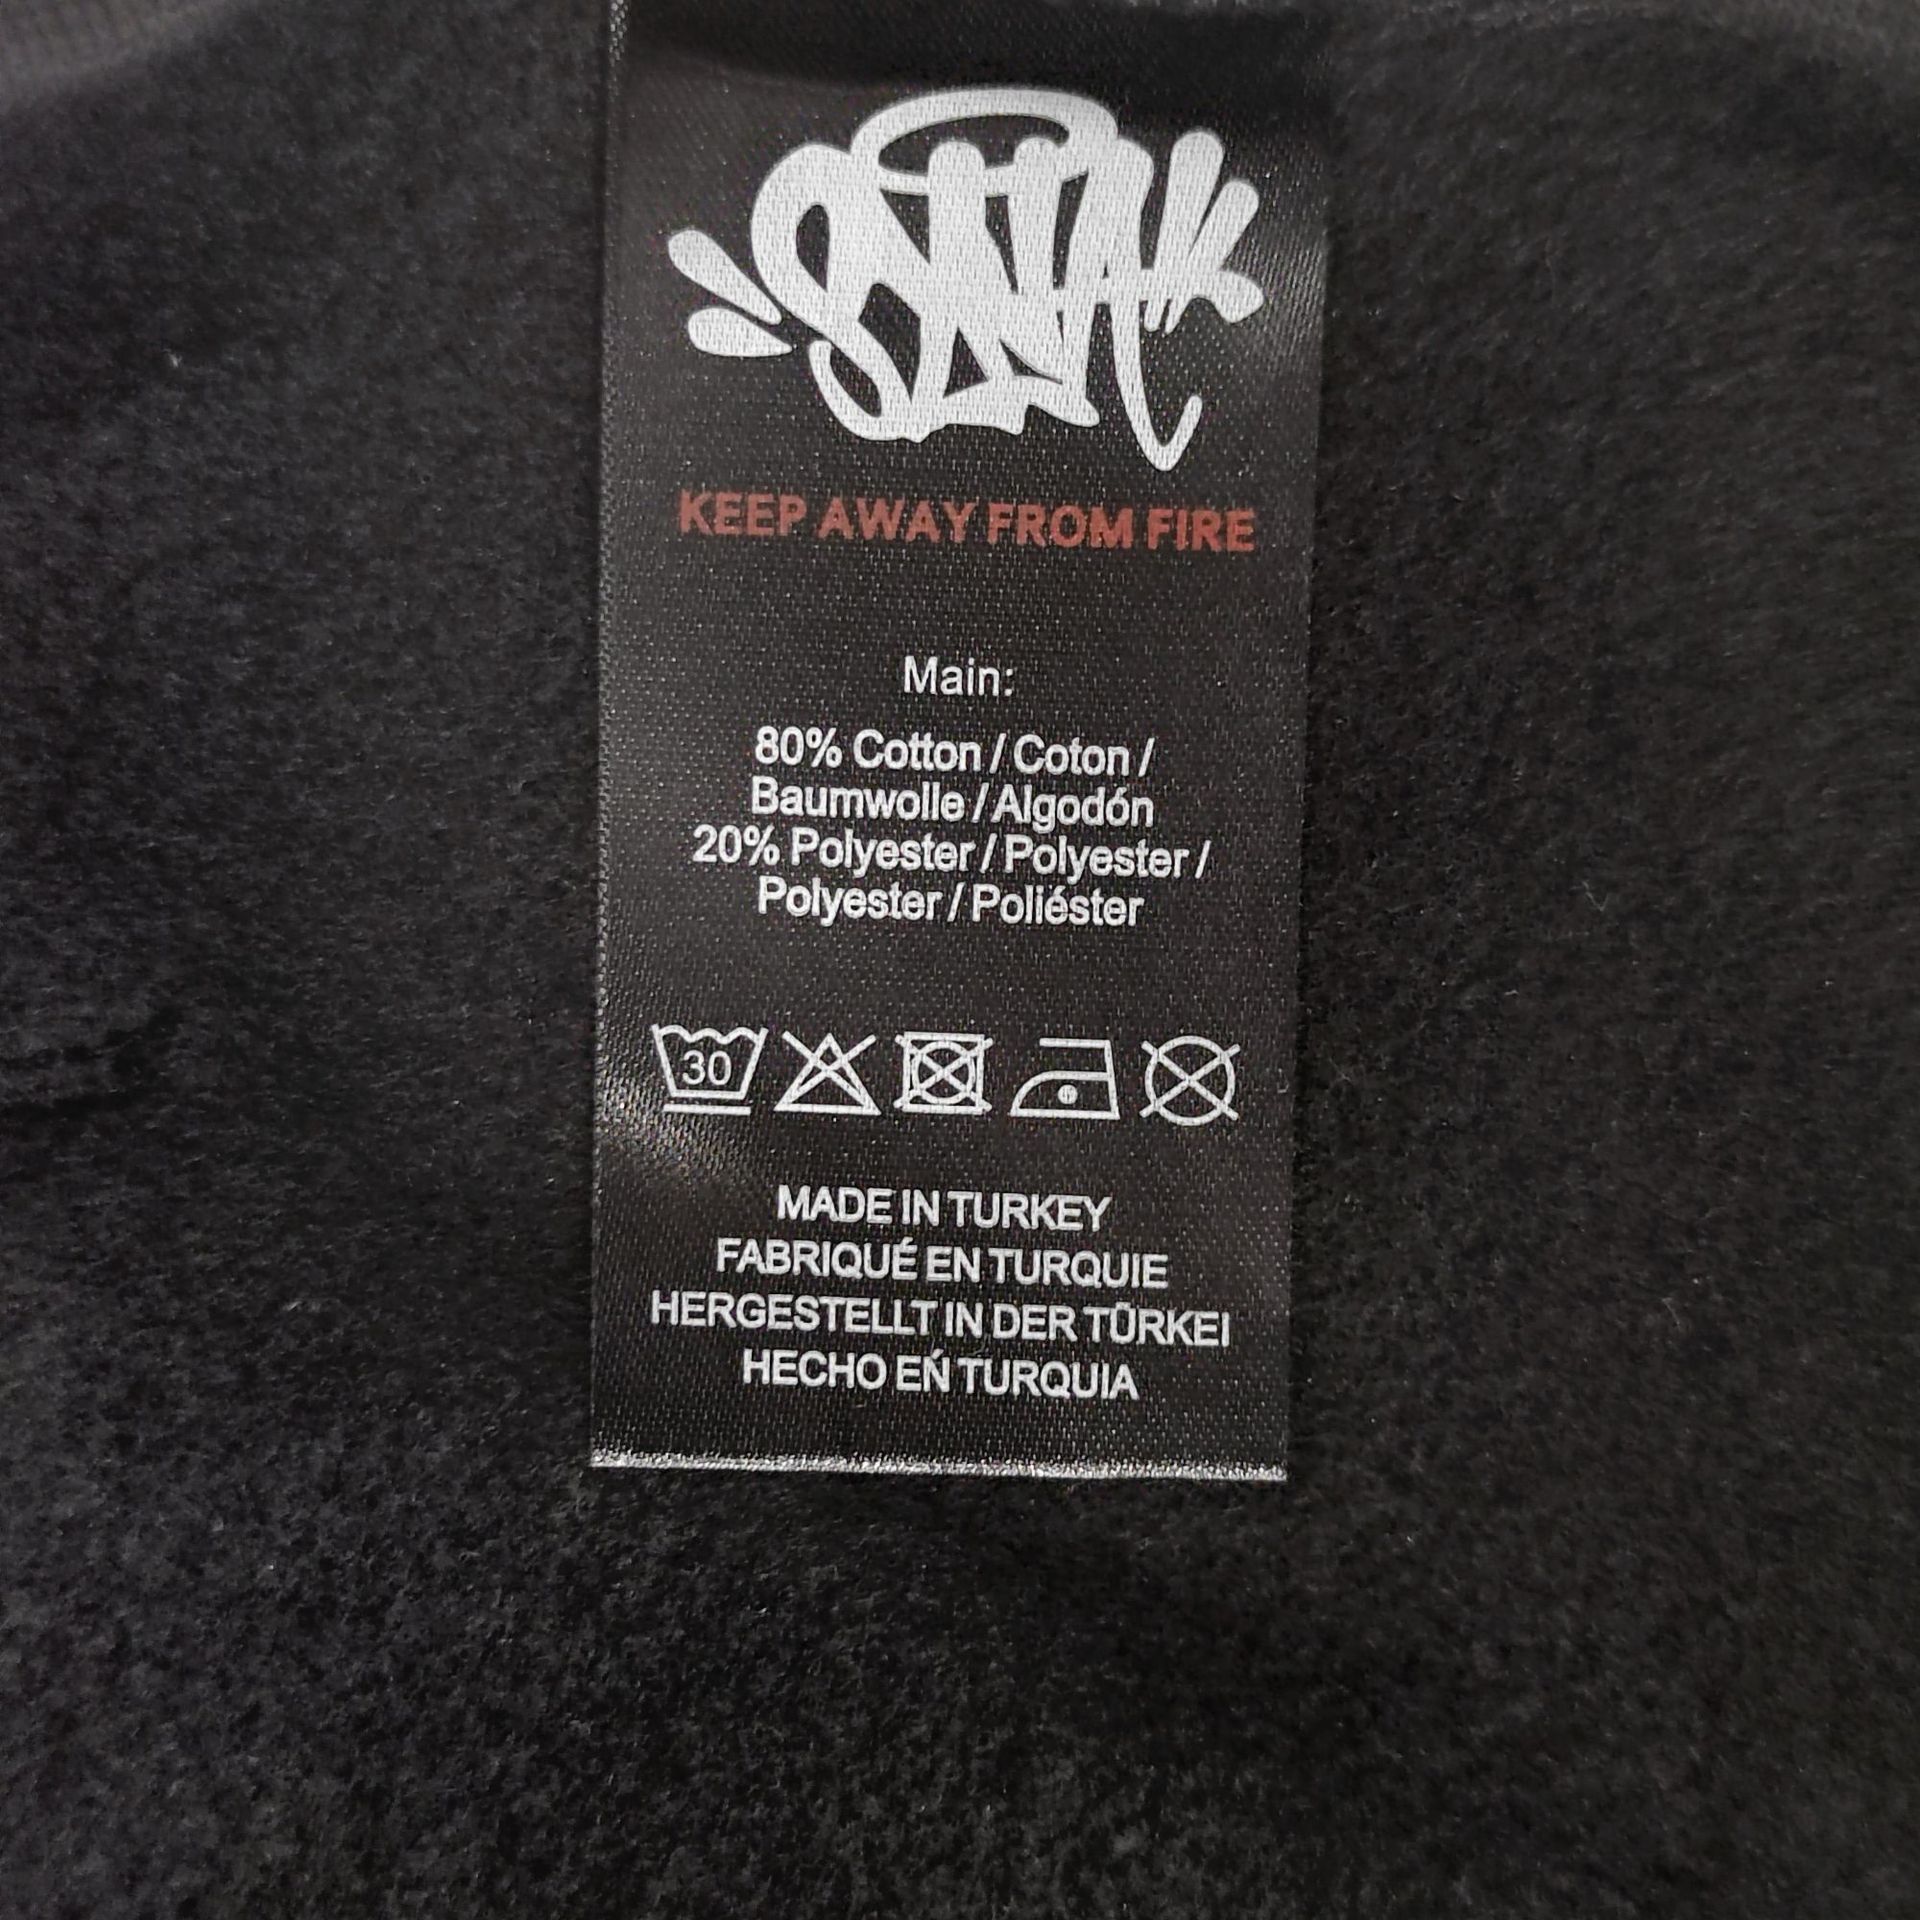 SYNA
KEEP AWAY FROM FIRE
Main:
80% Cotton / Coton /
Baumwolle / Algodón
20% Polyester / Polyester /
Polyester / Poliéster
30
MADE IN TURKEY
FABRIQUÉ EN TURQUIE
HERGESTELLT IN DER TÜRKEI
HECHO EŃ TURQUIA